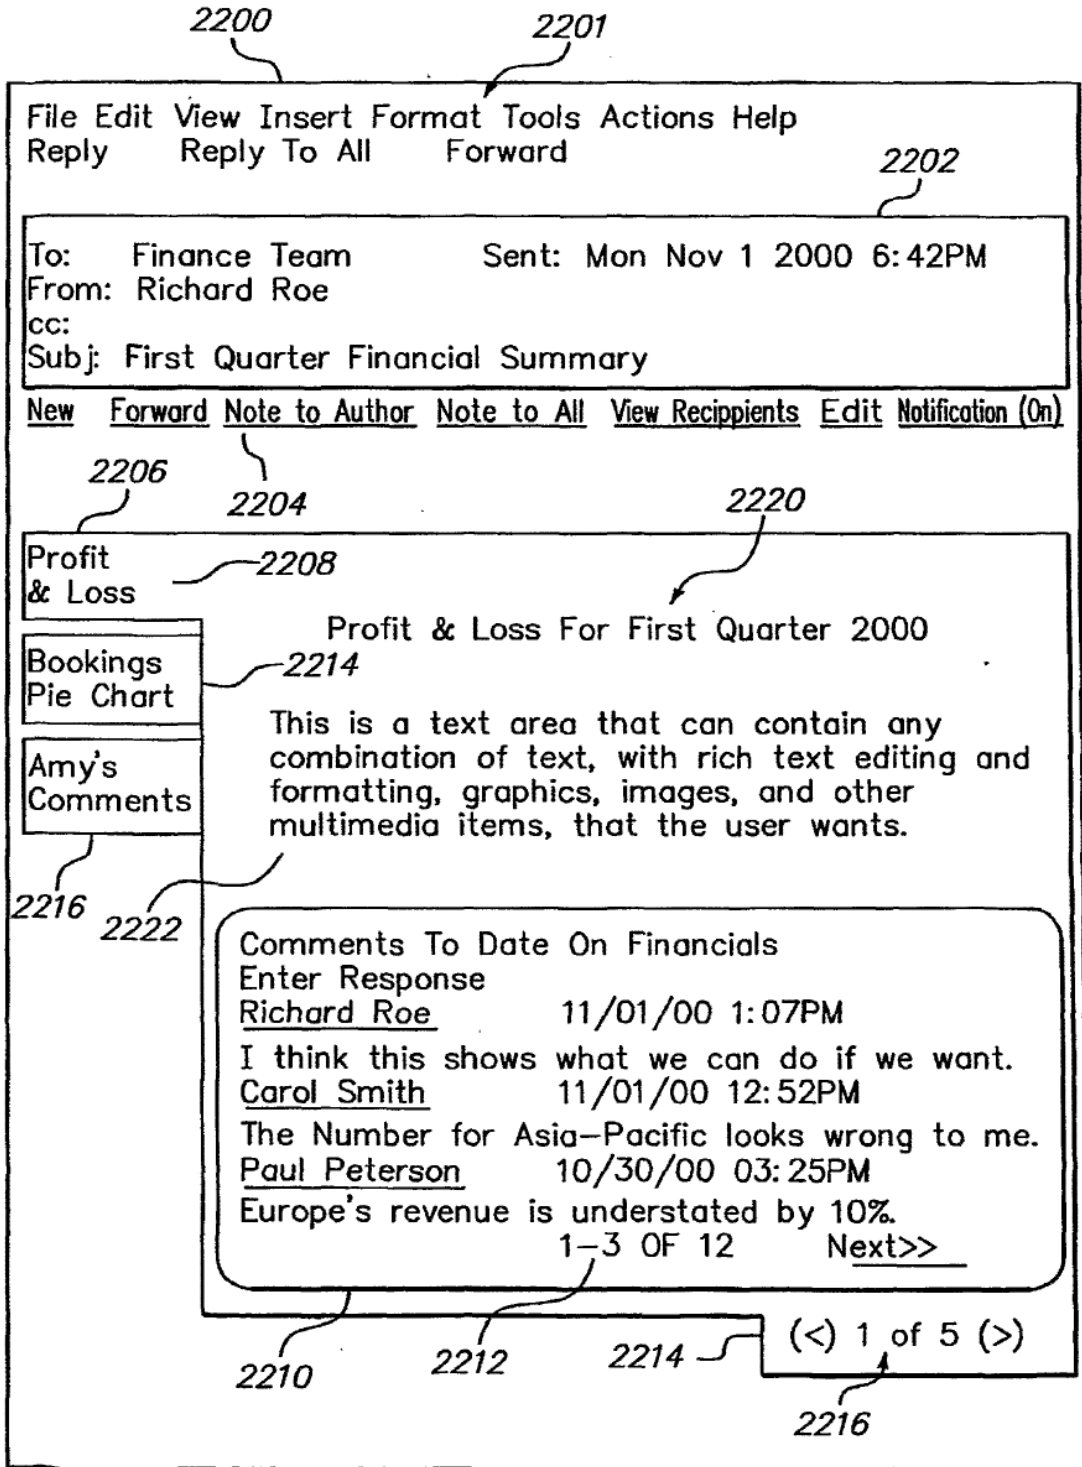 2200
2201
File Edit View Insert Format Tools Actions Help
Reply Reply To All Forward
2202
To: Finance Team Sent: Mon Nov 1 2000 6:42PM
From: Richard Roe
cc:
Subj: First Quarter Financial Summary
New Forward Note to Author Note to All View Recippients Edit Notification (On)
2206
2204
2220
Profit
& Loss
2208
Profit & Loss For First Quarter 2000
Bookings
Pie Chart
2214
This is a text area that can contain any
combination of text, with rich text editing and
formatting, graphics, images, and other
multimedia items, that the user wants.
Amy's
Comments
2216
2222
Comments To Date On Financials
Enter Response
Richard Roe 11/01/00 1:07PM
I think this shows what we can do if we want.
Carol Smith 11/01/00 12:52PM
The Number for Asia-Pacific looks wrong to me.
Paul Peterson 10/30/00 03:25PM
Europe's revenue is understated by 10%.
1-3 OF 12 Next>>
2210
2212
2214
(<) 1 of 5 (>)
2216